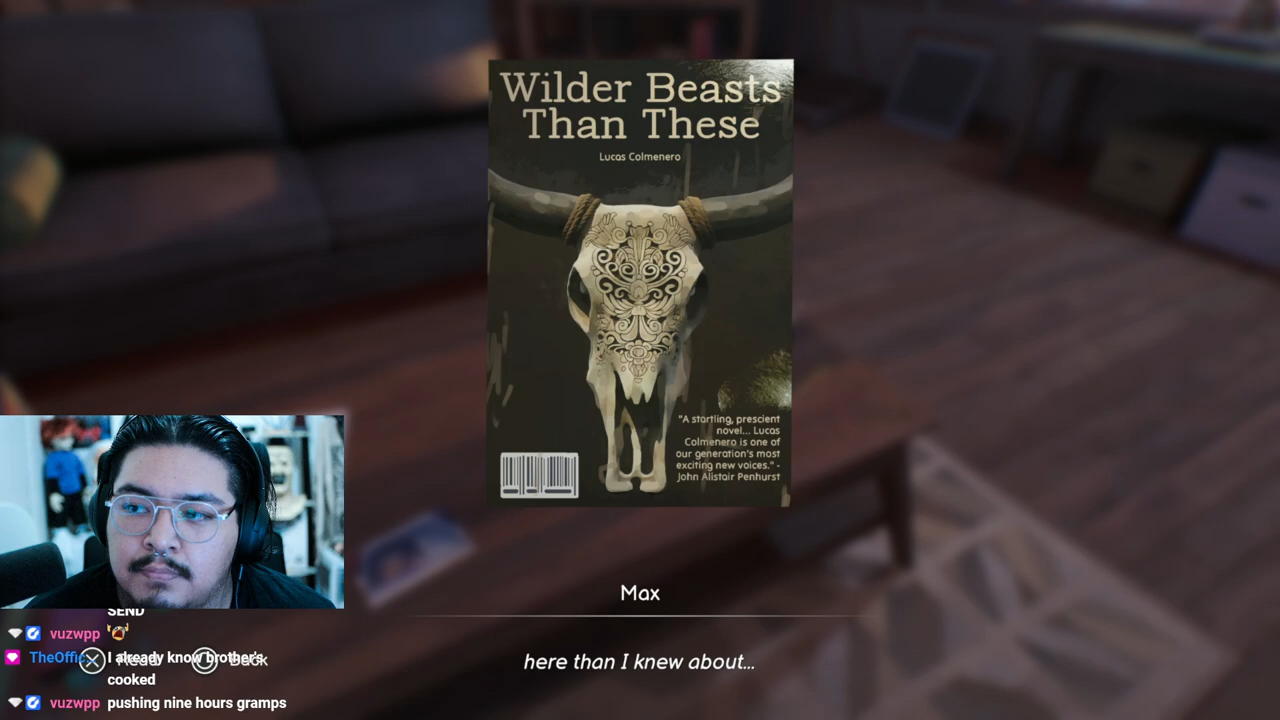 Wilder Beasts
Than These
Lucas Colmenero
"A startling, prescient
novel... Lucas
Colmenero is one of
our generation's most
exciting new voices." -
John Alistair Penhurst
Max
here than I knew about...
SEND
vuzwpp
TheOffic... I already know brother's
cooked
Back
vuzwpp pushing nine hours gramps